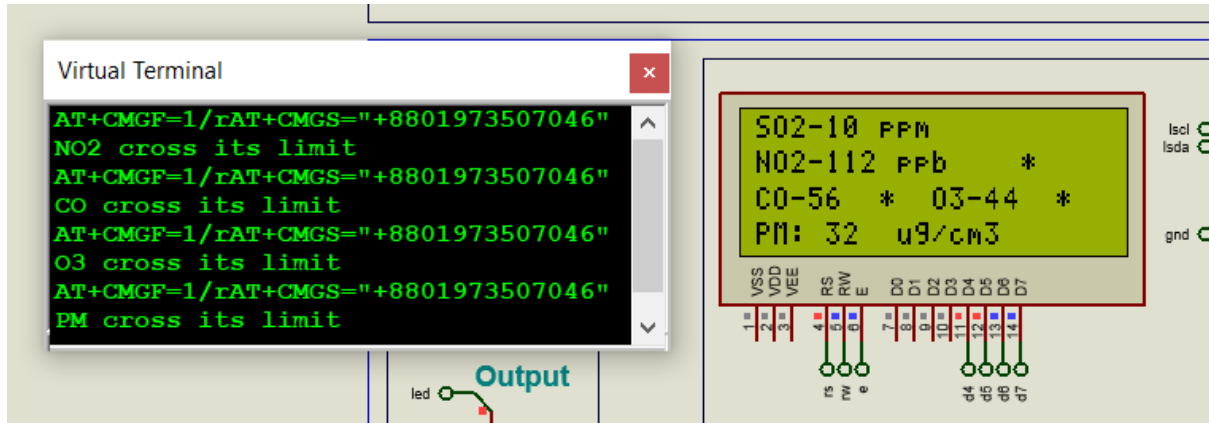 Virtual Terminal
x
AT+CMGF=1/rAT+CMGS="+8801973507046"
NO2 cross its limit
AT+CMGF=1/rAT+CMGS="+8801973507046"
CO cross its limit
AT+CMGF=1/rAT+CMGS="+8801973507046"
O3 cross its limit
AT+CMGF=1/rAT+CMGS="+8801973507046"
PM cross its limit
SO2-10 PPM
NO2-112 PPb *
CO-56 * O3-44 *
PM: 32 ug/cm3
lscl
lsda
gnd
VSS VDD VEE RS RW E D0 D1 D2 D3 D4 D5 D6 D7
1 2 3 4 5 6 7 8 9 10 11 12 13 14
rs rw e d4 d5 d6 d7
Output
led